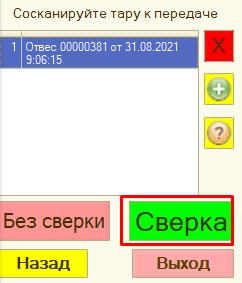 Сосканируйте тару к передаче
1 Отвес 00000381 от 31.08.2021
9:06:15
X
?
Без сверки
Сверка
Назад
Выход